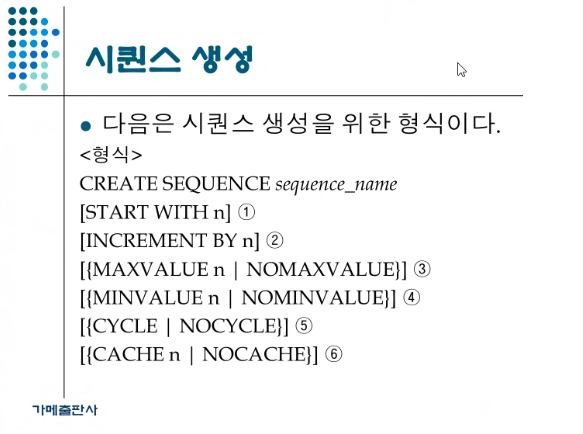 시퀀스 생성
● 다음은 시퀀스 생성을 위한 형식이다.
<형식>
CREATE SEQUENCE sequence_name
[START WITH n] ①
[INCREMENT BY n] ②
[{MAXVALUE n | NOMAXVALUE}] ③
[{MINVALUE n | NOMINVALUE}] ④
[{CYCLE | NOCYCLE}] ⑤
[{CACHE n | NOCACHE}] ⑥
가메출판사